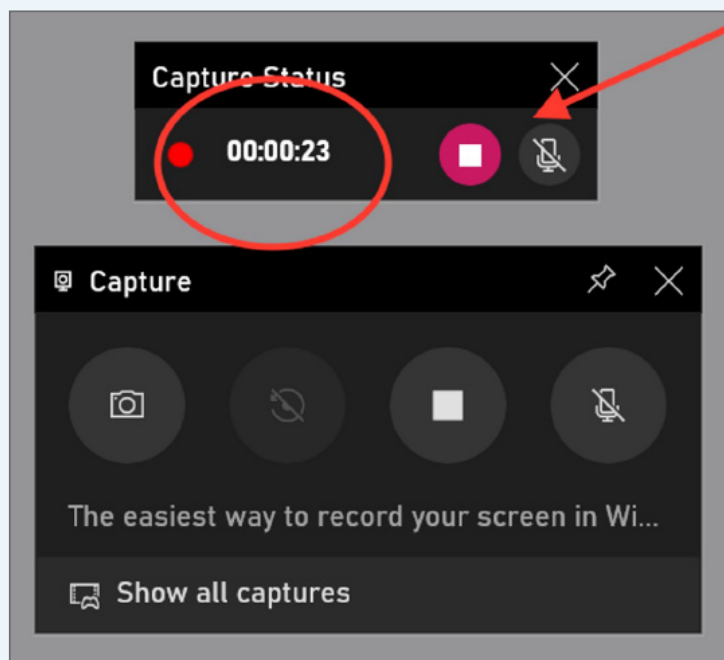 Capture Status
00:00:23
Capture
The easiest way to record your screen in Wi...
Show all captures